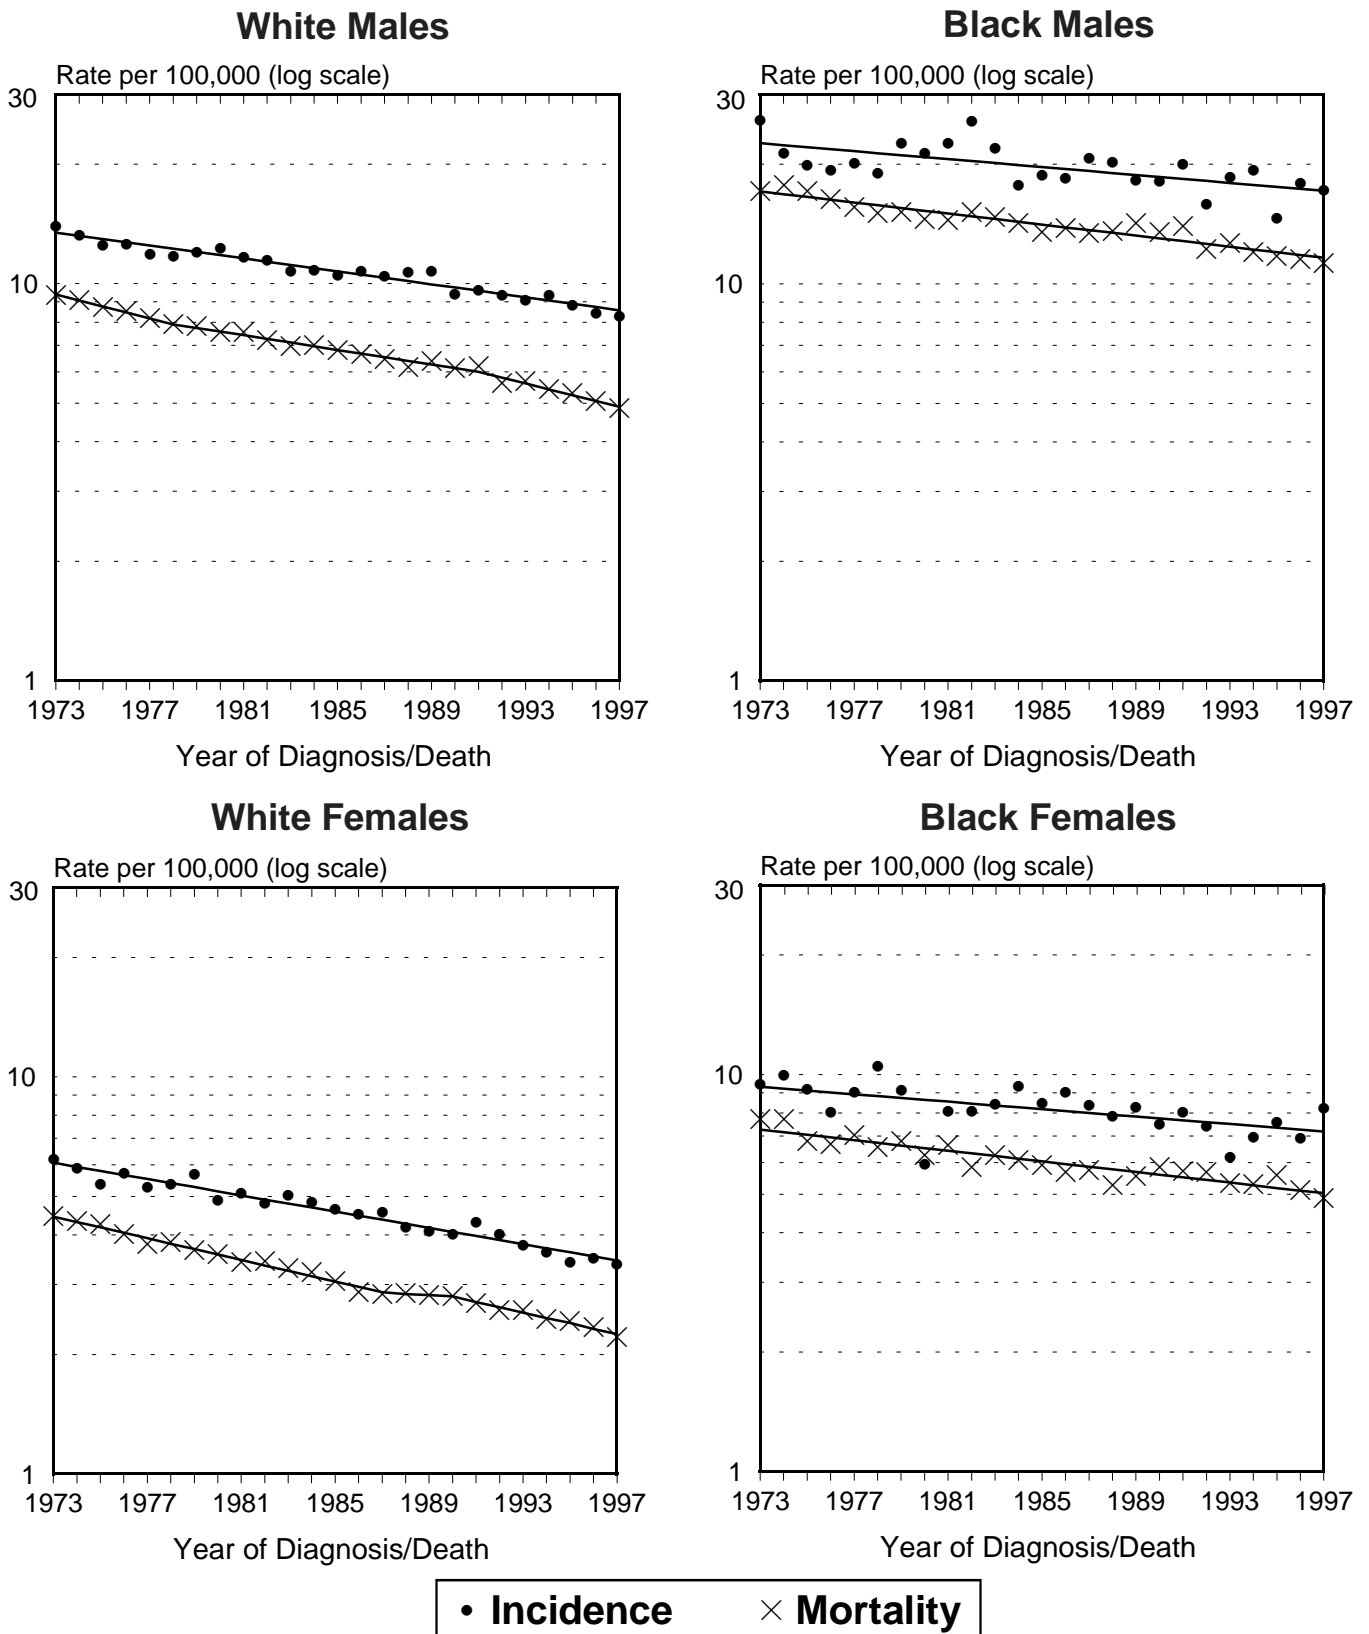 White Males
Rate per 100,000 (log scale)
30
10
1
1973 1977 1981 1985 1989 1993 1997
Year of Diagnosis/Death
Black Males
Rate per 100,000 (log scale)
30
10
1
1973 1977 1981 1985 1989 1993 1997
Year of Diagnosis/Death
White Females
Rate per 100,000 (log scale)
30
10
1
1973 1977 1981 1985 1989 1993 1997
Year of Diagnosis/Death
Black Females
Rate per 100,000 (log scale)
30
10
1
1973 1977 1981 1985 1989 1993 1997
Year of Diagnosis/Death
Incidence Mortality